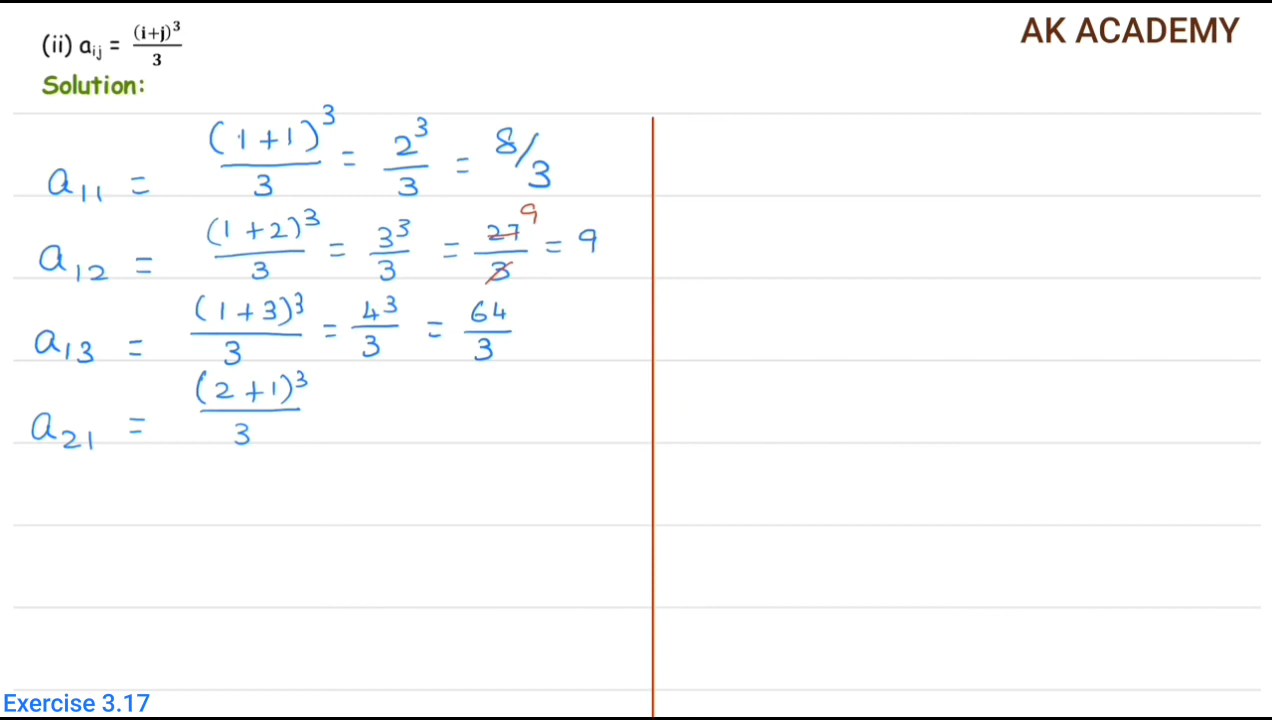 AK ACADEMY
(ii) aᵢⱼ = (i+j)³/3
Solution:
a₁₁ = (1+1)³/3 = 2³/3 = 8/3
a₁₂ = (1+2)³/3 = 3³/3 = 27/3 9 = 9
a₁₃ = (1+3)³/3 = 4³/3 = 64/3
a₂₁ = (2+1)³/3
Exercise 3.17